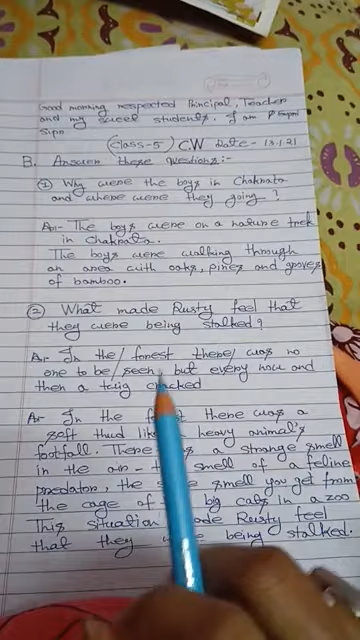 Good morning respected Principal, Teacher
and my sweet students. I am
(Class-5) C.W Date- 13.1.21
B. Answer these questions:-
① Why were the boys in Chakrata
and where were they going?
Ans- The boys were on a nature trek
in Chakrata.
The boys were walking through
an area with oaks, pines and groves
of bamboo.
② What made Rusty feel that
they were being stalked?
A:- In the/ forest there/ was no
one to be/ seen, but every now and
then a twig cracked
A:- In the there was a
soft thud heavy animal's
footfall. There a strange smell
in the air - smell of a feline
predator, the smell you get from
the cage of big cats in a zoo
This situation made Rusty feel
that they being stalked.